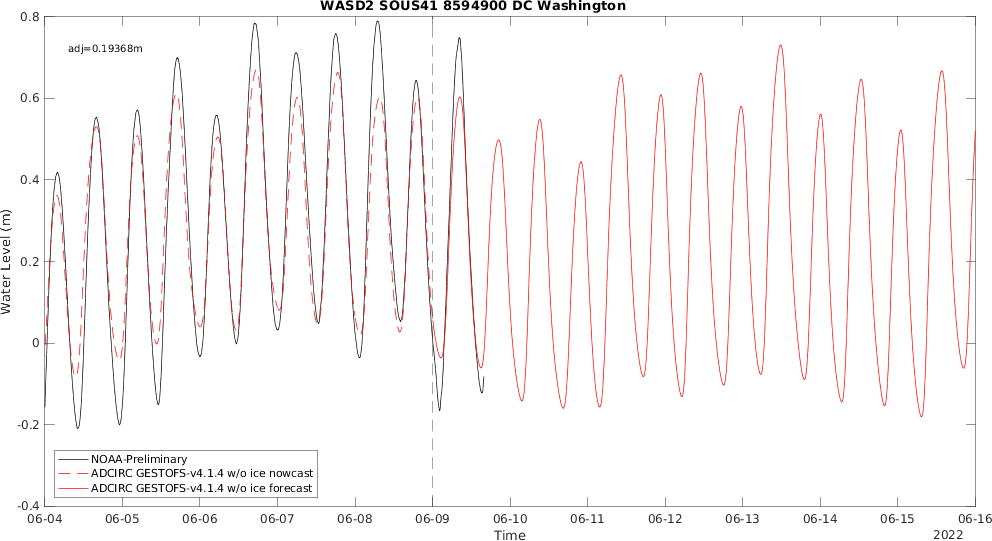 WASD2 SOUS41 8594900 DC Washington
adj=0.19368m
0.8
0.6
0.4
0.2
0
-0.2
-0.4
Water Level (m)
NOAA-Preliminary
ADCIRC GESTOFS-v4.1.4 w/o ice nowcast
ADCIRC GESTOFS-v4.1.4 w/o ice forecast
06-04 06-05 06-06 06-07 06-08 06-09 06-10 06-11 06-12 06-13 06-14 06-15 06-16
Time
2022